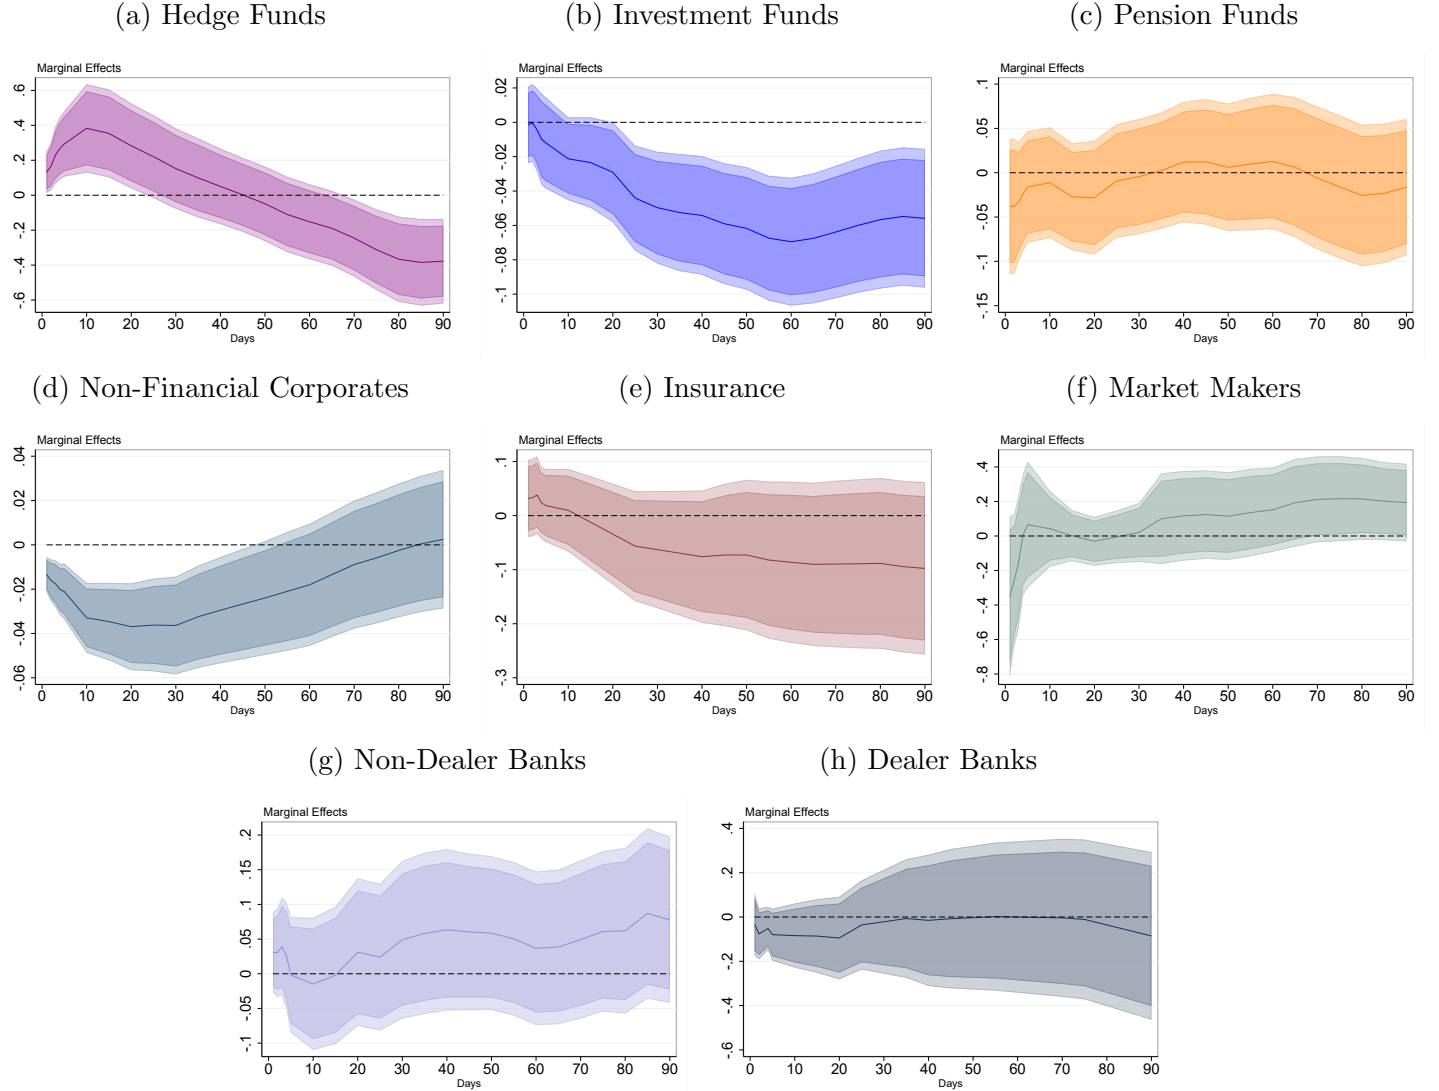 (a) Hedge Funds
Marginal Effects
.6
.4
.2
0
-.2
-.4
-.6
0 10 20 30 40 50 60 70 80 90
Days
(b) Investment Funds
Marginal Effects
.02
0
-.02
-.04
-.06
-.08
-.1
0 10 20 30 40 50 60 70 80 90
Days
(c) Pension Funds
Marginal Effects
.1
.05
0
-.05
-.1
-.15
0 10 20 30 40 50 60 70 80 90
Days
(d) Non-Financial Corporates
Marginal Effects
.04
.02
0
-.02
-.04
-.06
0 10 20 30 40 50 60 70 80 90
Days
(e) Insurance
Marginal Effects
.1
0
-.1
-.2
-.3
0 10 20 30 40 50 60 70 80 90
Days
(f) Market Makers
Marginal Effects
.4
.2
0
-.2
-.4
-.6
-.8
0 10 20 30 40 50 60 70 80 90
Days
(g) Non-Dealer Banks
Marginal Effects
.2
.15
.1
.05
0
-.05
-.1
0 10 20 30 40 50 60 70 80 90
Days
(h) Dealer Banks
Marginal Effects
.4
.2
0
-.2
-.4
-.6
0 10 20 30 40 50 60 70 80 90
Days